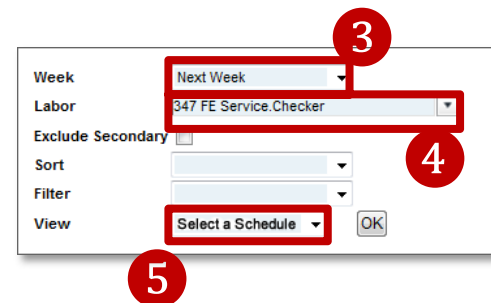 3
Week Next Week
Labor 347 FE Service.Checker
Exclude Secondary
4
Sort
Filter
View Select a Schedule OK
5